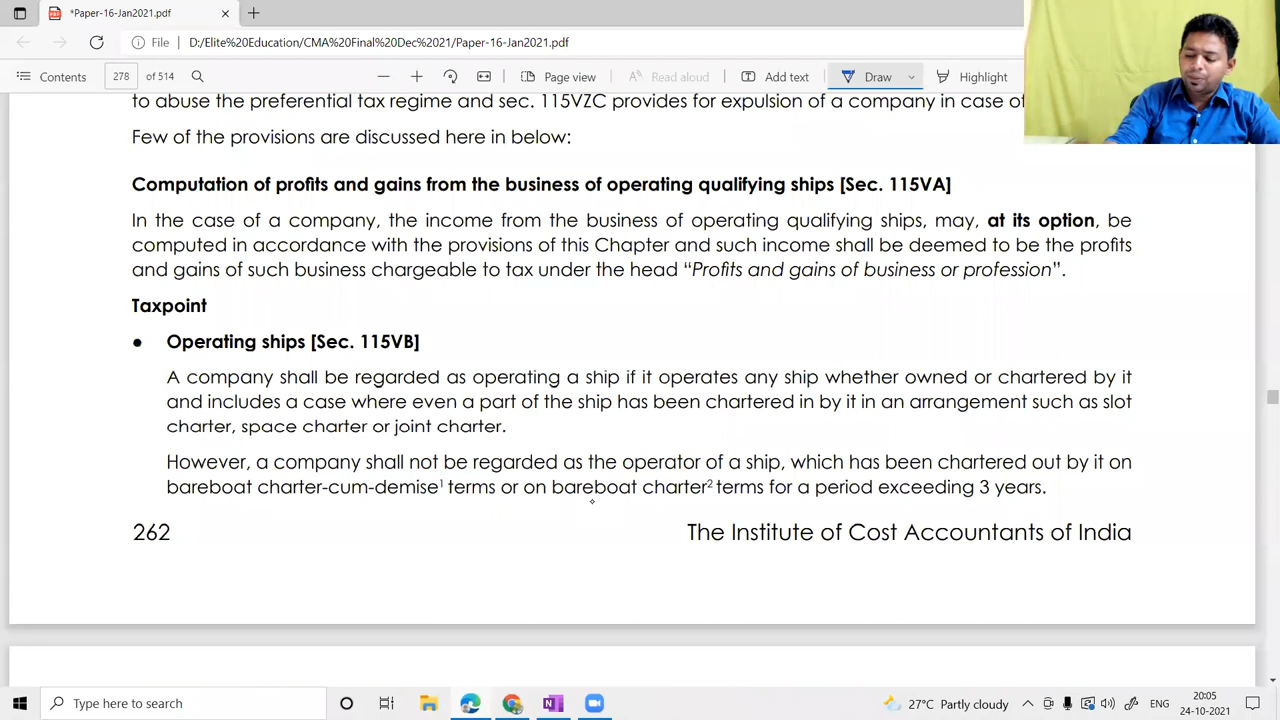 *Paper-16-Jan2021.pdf
File D:/Elite%20Education/CMA%20Final%20Dec%2021/Paper-16-Jan2021.pdf
Contents 278 of 514 Page view Read aloud Add text Draw Highlight
to abuse the preferential tax regime and sec. 115VZC provides for expulsion of a company in case of
Few of the provisions are discussed here in below:
Computation of profits and gains from the business of operating qualifying ships [Sec. 115VA]
In the case of a company, the income from the business of operating qualifying ships, may, at its option, be
computed in accordance with the provisions of this Chapter and such income shall be deemed to be the profits
and gains of such business chargeable to tax under the head “Profits and gains of business or profession”.
Taxpoint
● Operating ships [Sec. 115VB]
A company shall be regarded as operating a ship if it operates any ship whether owned or chartered by it
and includes a case where even a part of the ship has been chartered in by it in an arrangement such as slot
charter, space charter or joint charter.
However, a company shall not be regarded as the operator of a ship, which has been chartered out by it on
bareboat charter-cum-demise¹ terms or on bareboat charter² terms for a period exceeding 3 years.
262 The Institute of Cost Accountants of India
Type here to search 27°C Partly cloudy ENG 20:05
24-10-2021